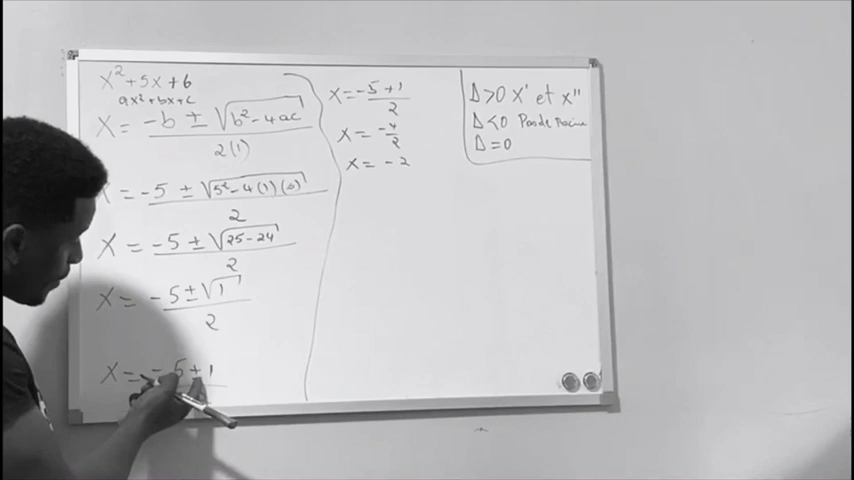 x² + 5x + 6
ax² + bx + c
x = -b ± √b² - 4ac
2(1)
x = -5 ± √5² - 4(1)(6)
2
x = -5 ± √25 - 24
2
x = -5 ± √1
2
x = -5 ± 1
x = -5 + 1
2
x = -4
2
x = -2
Δ > 0 x' et x"
Δ < 0 Pas de Racine
Δ = 0